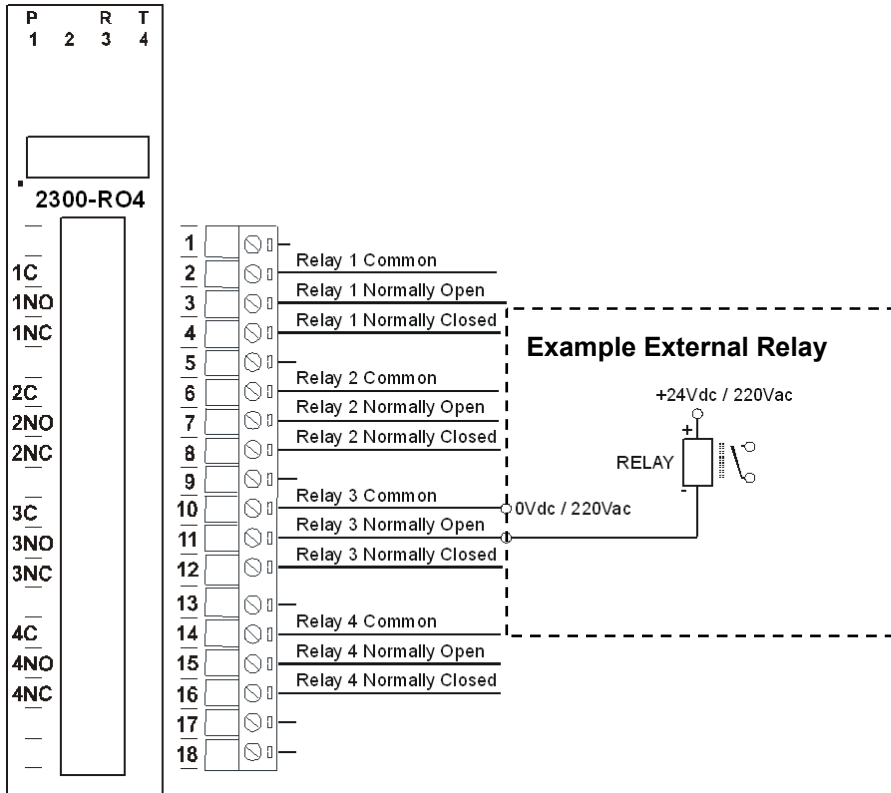 P R T
1 2 3 4
2300-RO4
1C
1NO
1NC
2C
2NO
2NC
3C
3NO
3NC
4C
4NO
4NC
1
2 Relay 1 Common
3 Relay 1 Normally Open
4 Relay 1 Normally Closed
5
6 Relay 2 Common
7 Relay 2 Normally Open
8 Relay 2 Normally Closed
9
10 Relay 3 Common
11 Relay 3 Normally Open
12 Relay 3 Normally Closed
13
14 Relay 4 Common
15 Relay 4 Normally Open
16 Relay 4 Normally Closed
17
18
Example External Relay
+24Vdc / 220Vac
+
RELAY
-
0Vdc / 220Vac